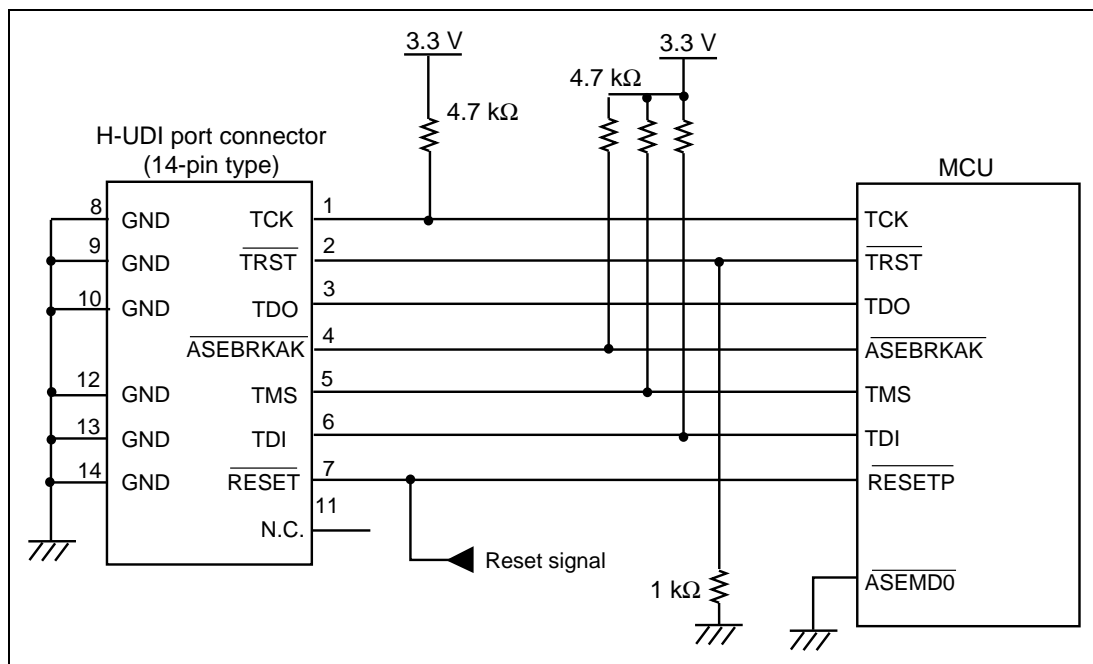 3.3 V
3.3 V
4.7 kΩ
4.7 kΩ
H-UDI port connector
(14-pin type)
MCU
8 GND TCK 1 TCK
9 GND TRST 2 TRST
10 GND TDO 3 TDO
ASEBRKAK 4 ASEBRKAK
12 GND TMS 5 TMS
13 GND TDI 6 TDI
14 GND RESET 7 RESETP
N.C. 11
Reset signal
1 kΩ
ASEMD0